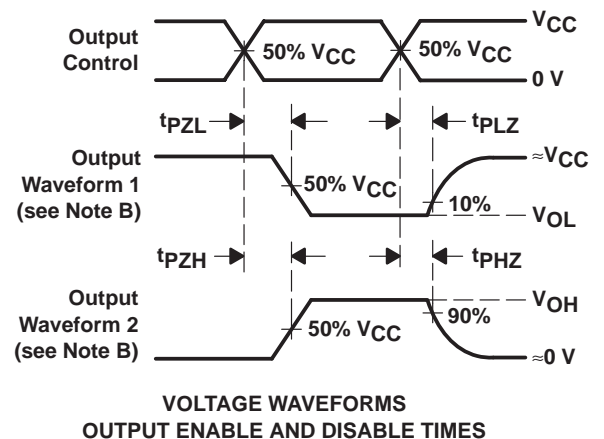 Output
Control
50% VCC
50% VCC
VCC
0 V
tPZL
tPLZ
Output
Waveform 1
(see Note B)
50% VCC
≈VCC
10%
VOL
tPZH
tPHZ
Output
Waveform 2
(see Note B)
50% VCC
VOH
90%
≈0 V
VOLTAGE WAVEFORMS
OUTPUT ENABLE AND DISABLE TIMES